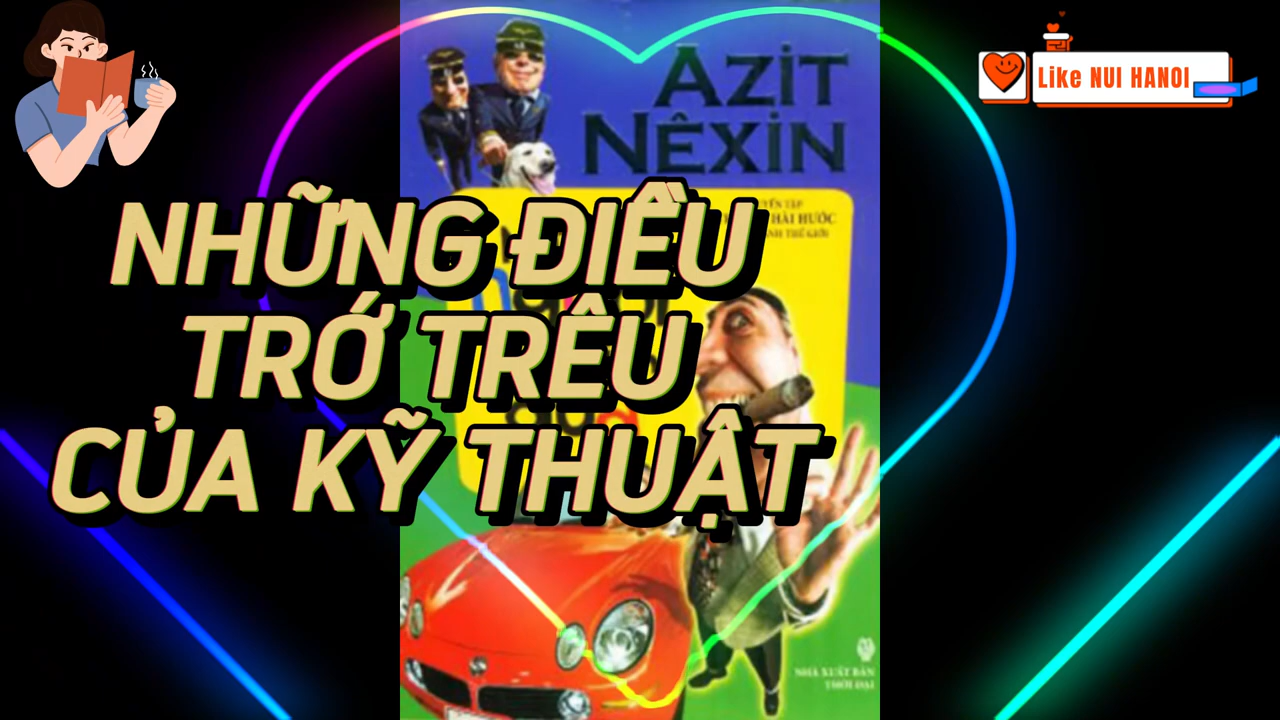 AZIT
NÊXIN
Like NUI HANOI
HÀI HƯỚC
NHỮNG ĐIỀU
TRỚ TRÊU
CỦA KỸ THUẬT
NHÀ XUẤT BẢN
THỜI ĐẠI